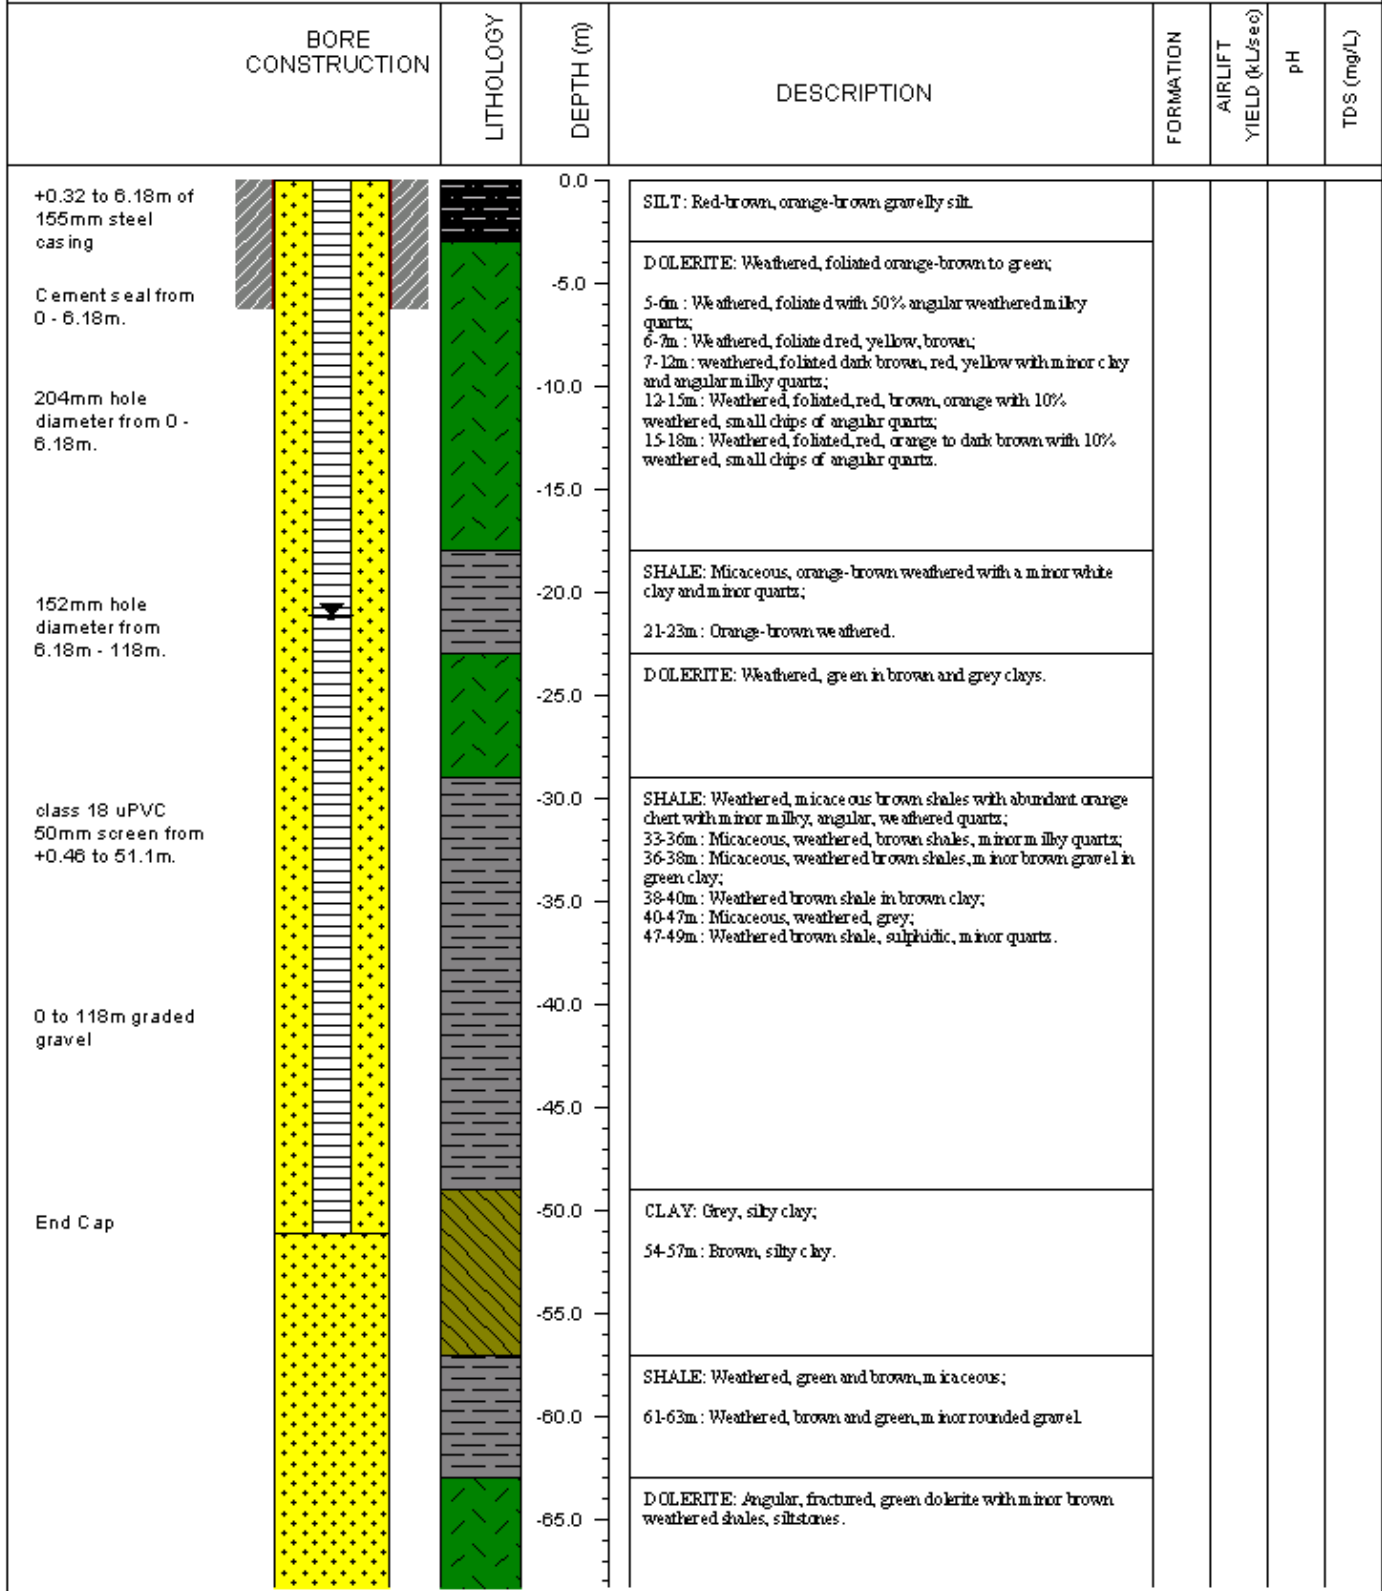 BORE
CONSTRUCTION
LITHOLOGY
DEPTH (m)
DESCRIPTION
FORMATION
AIRLIFT
YIELD (kL/sec)
pH
TDS (mg/L)
+0.32 to 6.18m of
155mm steel
casing
Cement seal from
0 - 6.18m.
204mm hole
diameter from 0 -
6.18m.
152mm hole
diameter from
6.18m - 118m.
class 18 uPVC
50mm screen from
+0.46 to 51.1m.
0 to 118m graded
gravel
End Cap
0.0
-5.0
-10.0
-15.0
-20.0
-25.0
-30.0
-35.0
-40.0
-45.0
-50.0
-55.0
-60.0
-65.0
SILT: Red-brown, orange-brown gravelly silt.
DOLERITE: Weathered, foliated orange-brown to green;
5-6m : Weathered, foliated with 50% angular weathered milky
quartz;
6-7m : Weathered, foliated red, yellow, brown;
7-12m : weathered, foliated dark brown, red, yellow with minor clay
and angular milky quartz;
12-15m : Weathered, foliated, red, brown, orange with 10%
weathered, small chips of angular quartz;
15-18m : Weathered, foliated, red, orange to dark brown with 10%
weathered, small chips of angular quartz.
SHALE: Micaceous, orange-brown weathered with a minor white
clay and minor quartz;
21-23m : Orange-brown weathered.
DOLERITE: Weathered, green in brown and grey clays.
SHALE: Weathered, micaceous brown shales with abundant orange
chert with minor milky, angular, weathered quartz;
33-36m : Micaceous, weathered, brown shales, minor milky quartz;
36-38m : Micaceous, weathered brown shales, minor brown gravel in
green clay;
38-40m : Weathered brown shale in brown clay;
40-47m : Micaceous, weathered, grey;
47-49m : Weathered brown shale, sulphidic, minor quartz.
CLAY: Grey, silty clay;
54-57m : Brown, silty clay.
SHALE: Weathered, green and brown, micaceous;
61-63m : Weathered, brown and green, minor rounded gravel.
DOLERITE: Angular, fractured, green dolerite with minor brown
weathered shales, siltstones.